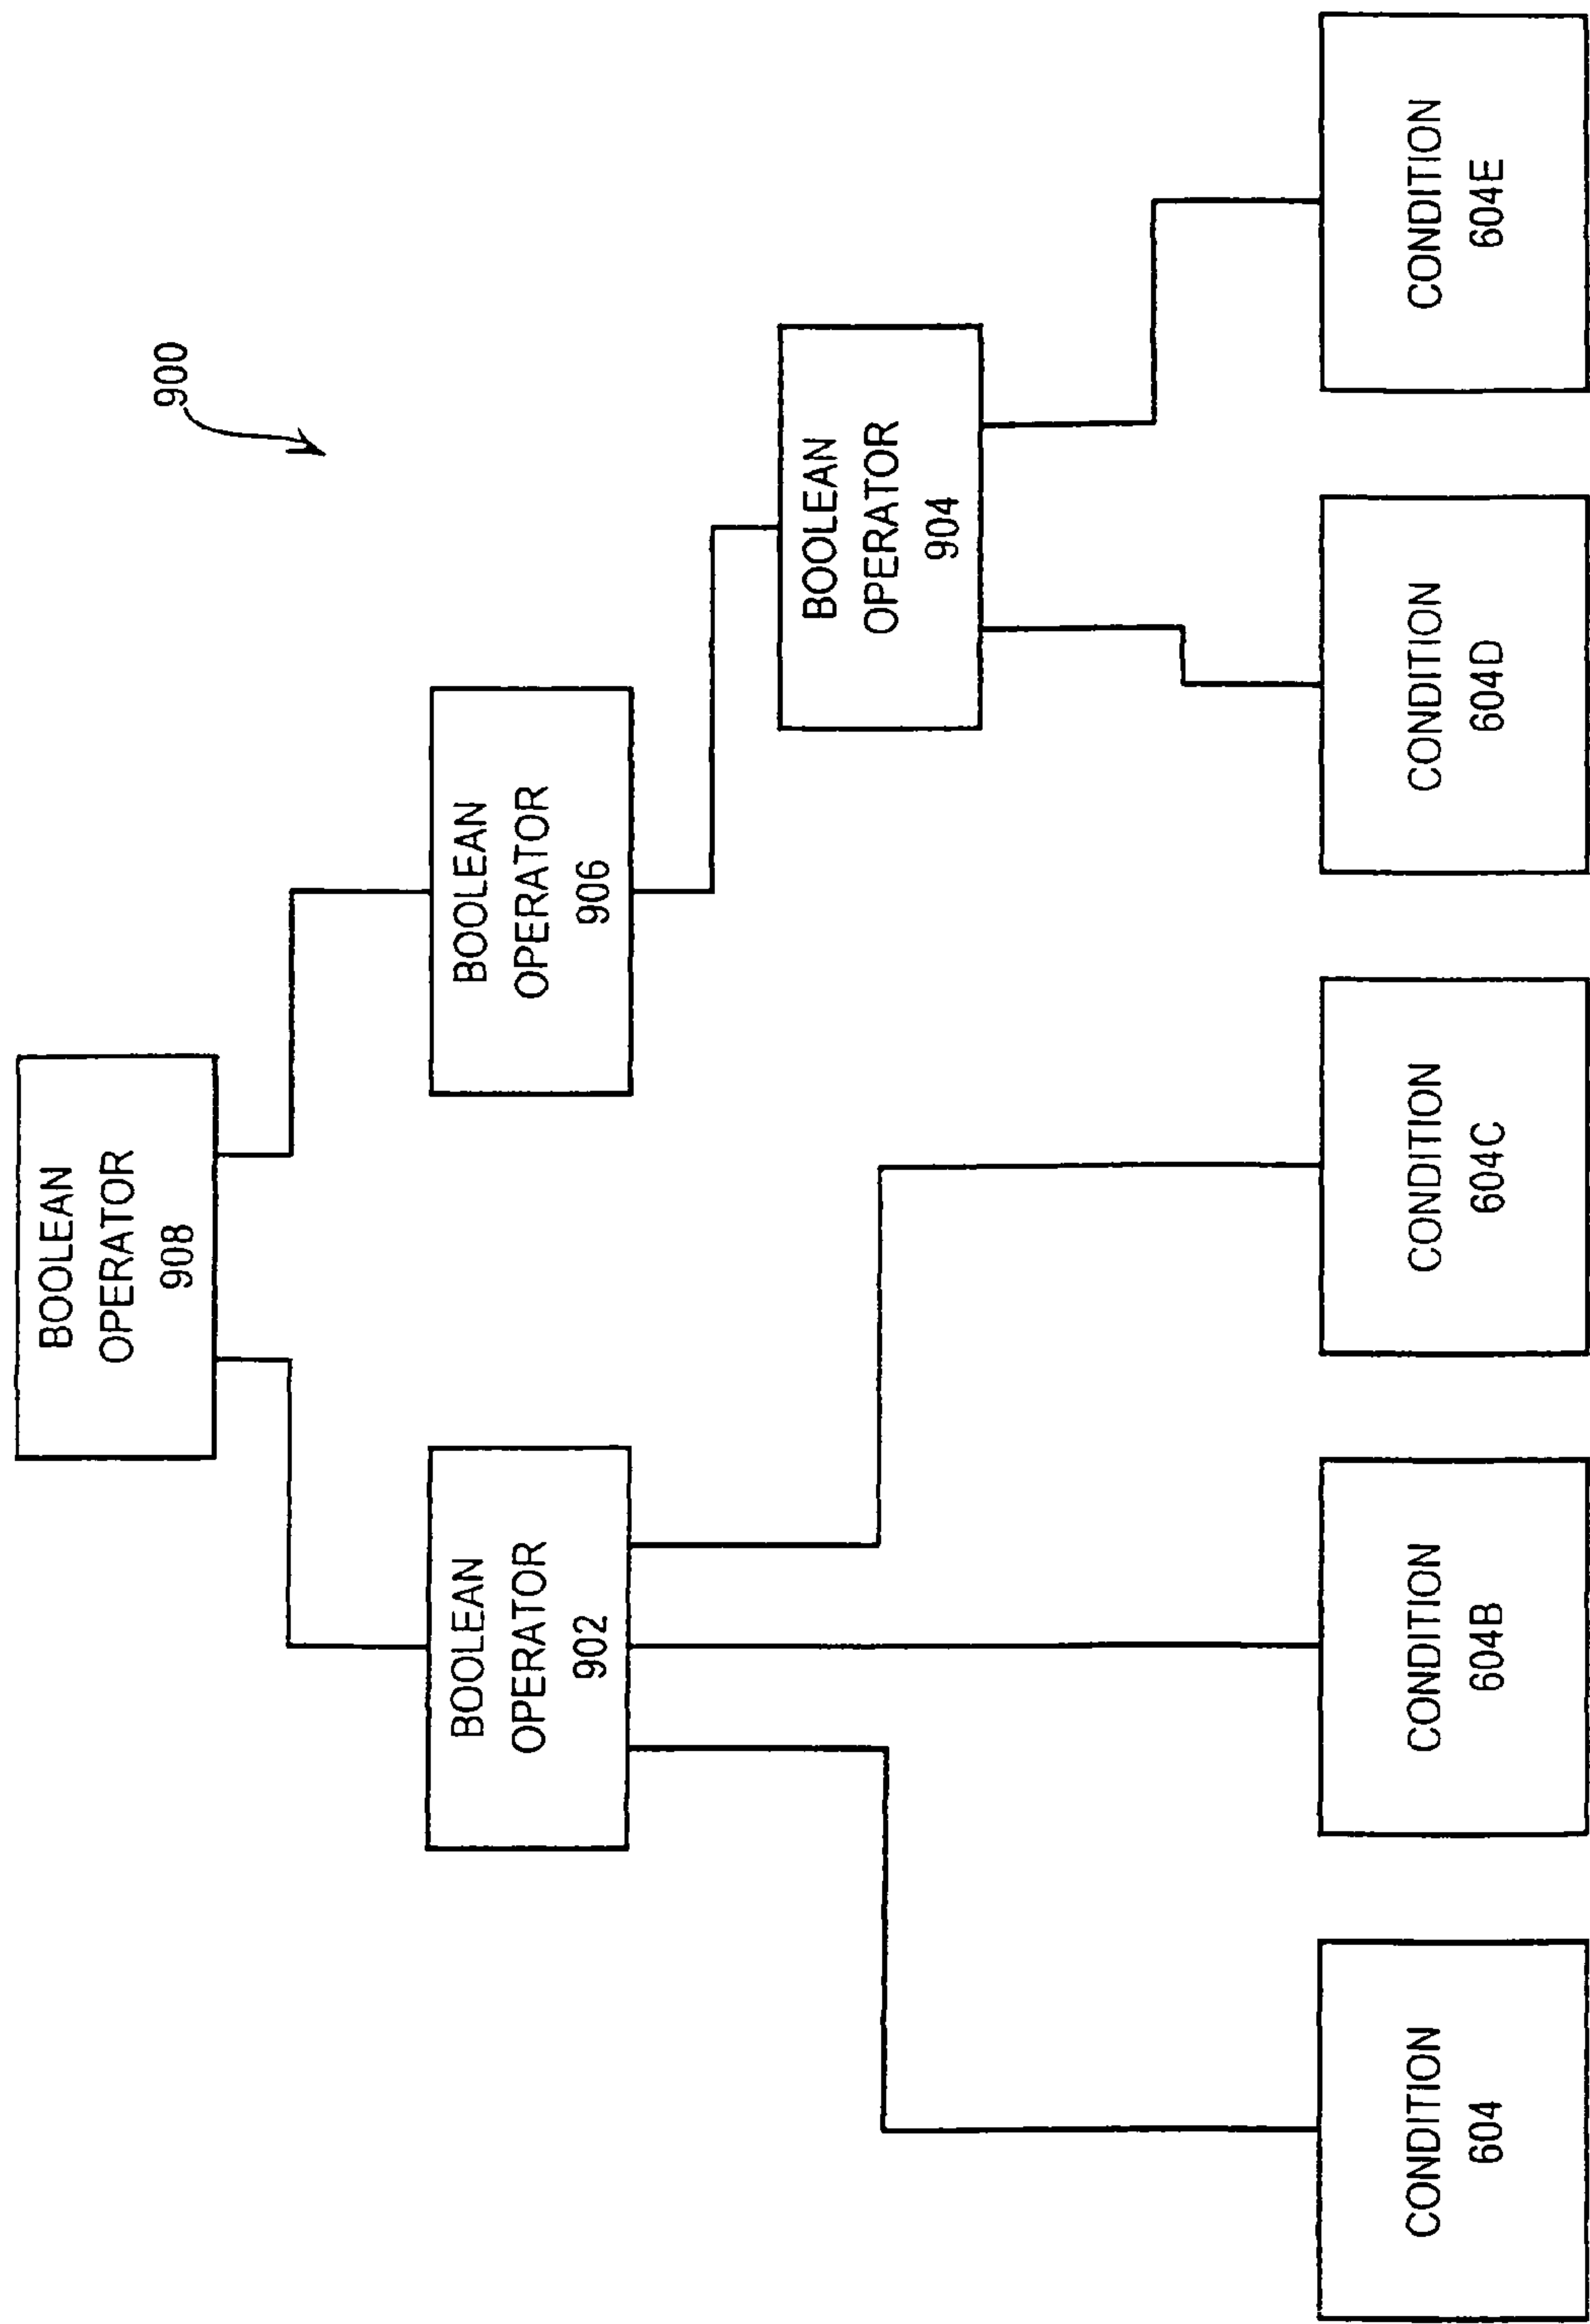 900
BOOLEAN
OPERATOR
908
BOOLEAN
OPERATOR
902
BOOLEAN
OPERATOR
906
BOOLEAN
OPERATOR
904
CONDITION
604
CONDITION
604B
CONDITION
604C
CONDITION
604D
CONDITION
604E